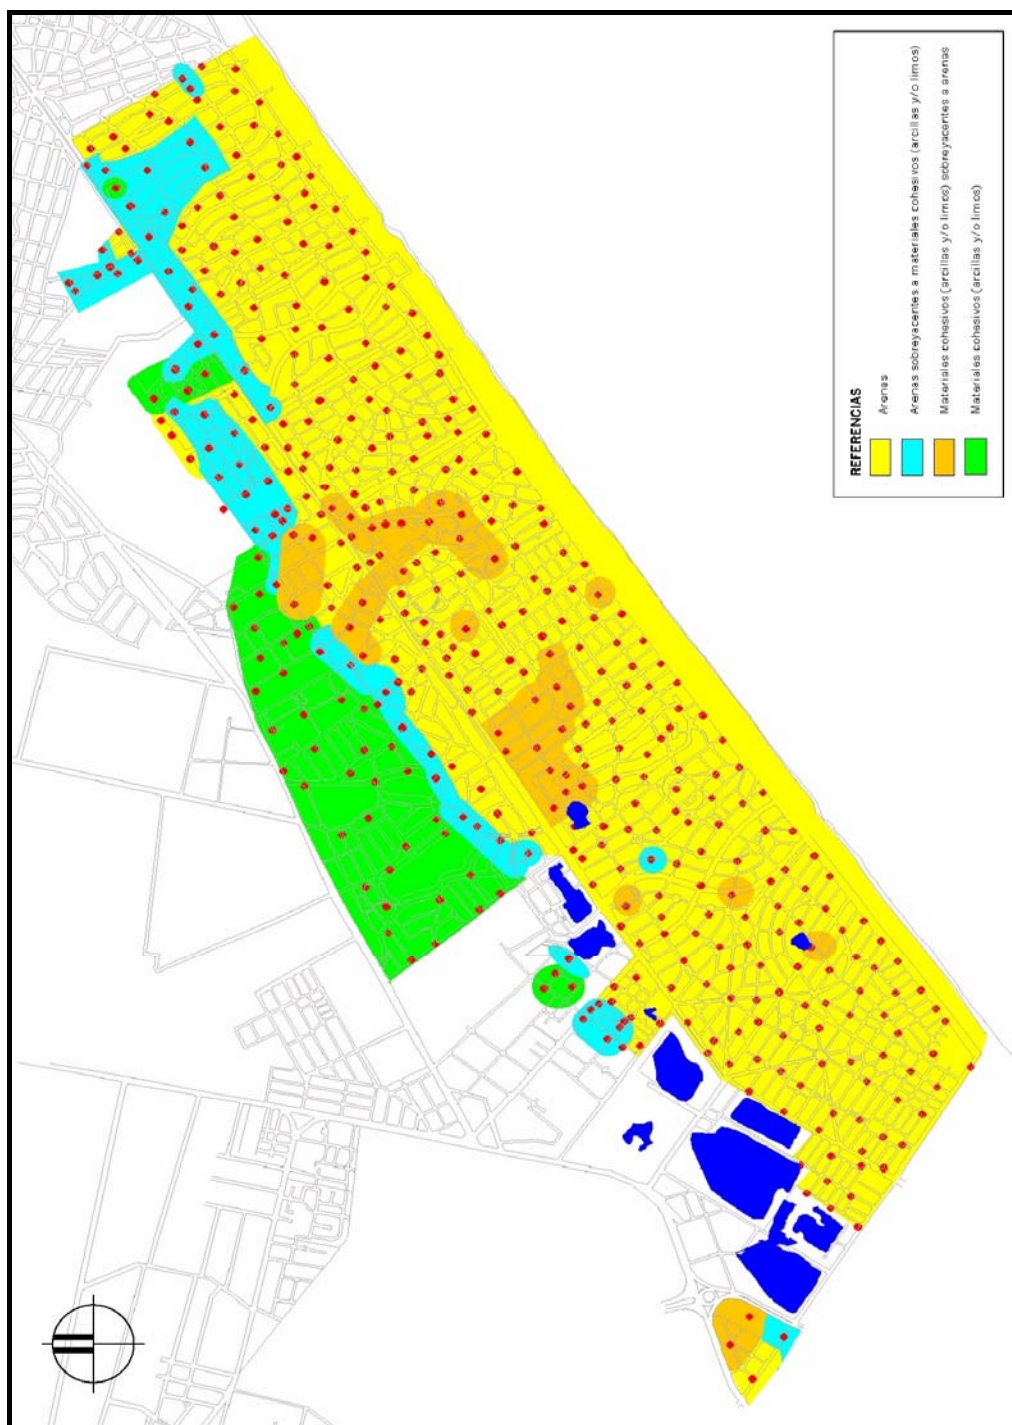 REFERENCIAS
Arenas
Arenas sobreyacentes a materiales cohesivos (arcillas y/o limos)
Materiales cohesivos (arcillas y/o limos) sobreyacentes a arenas
Materiales cohesivos (arcillas y/o limos)